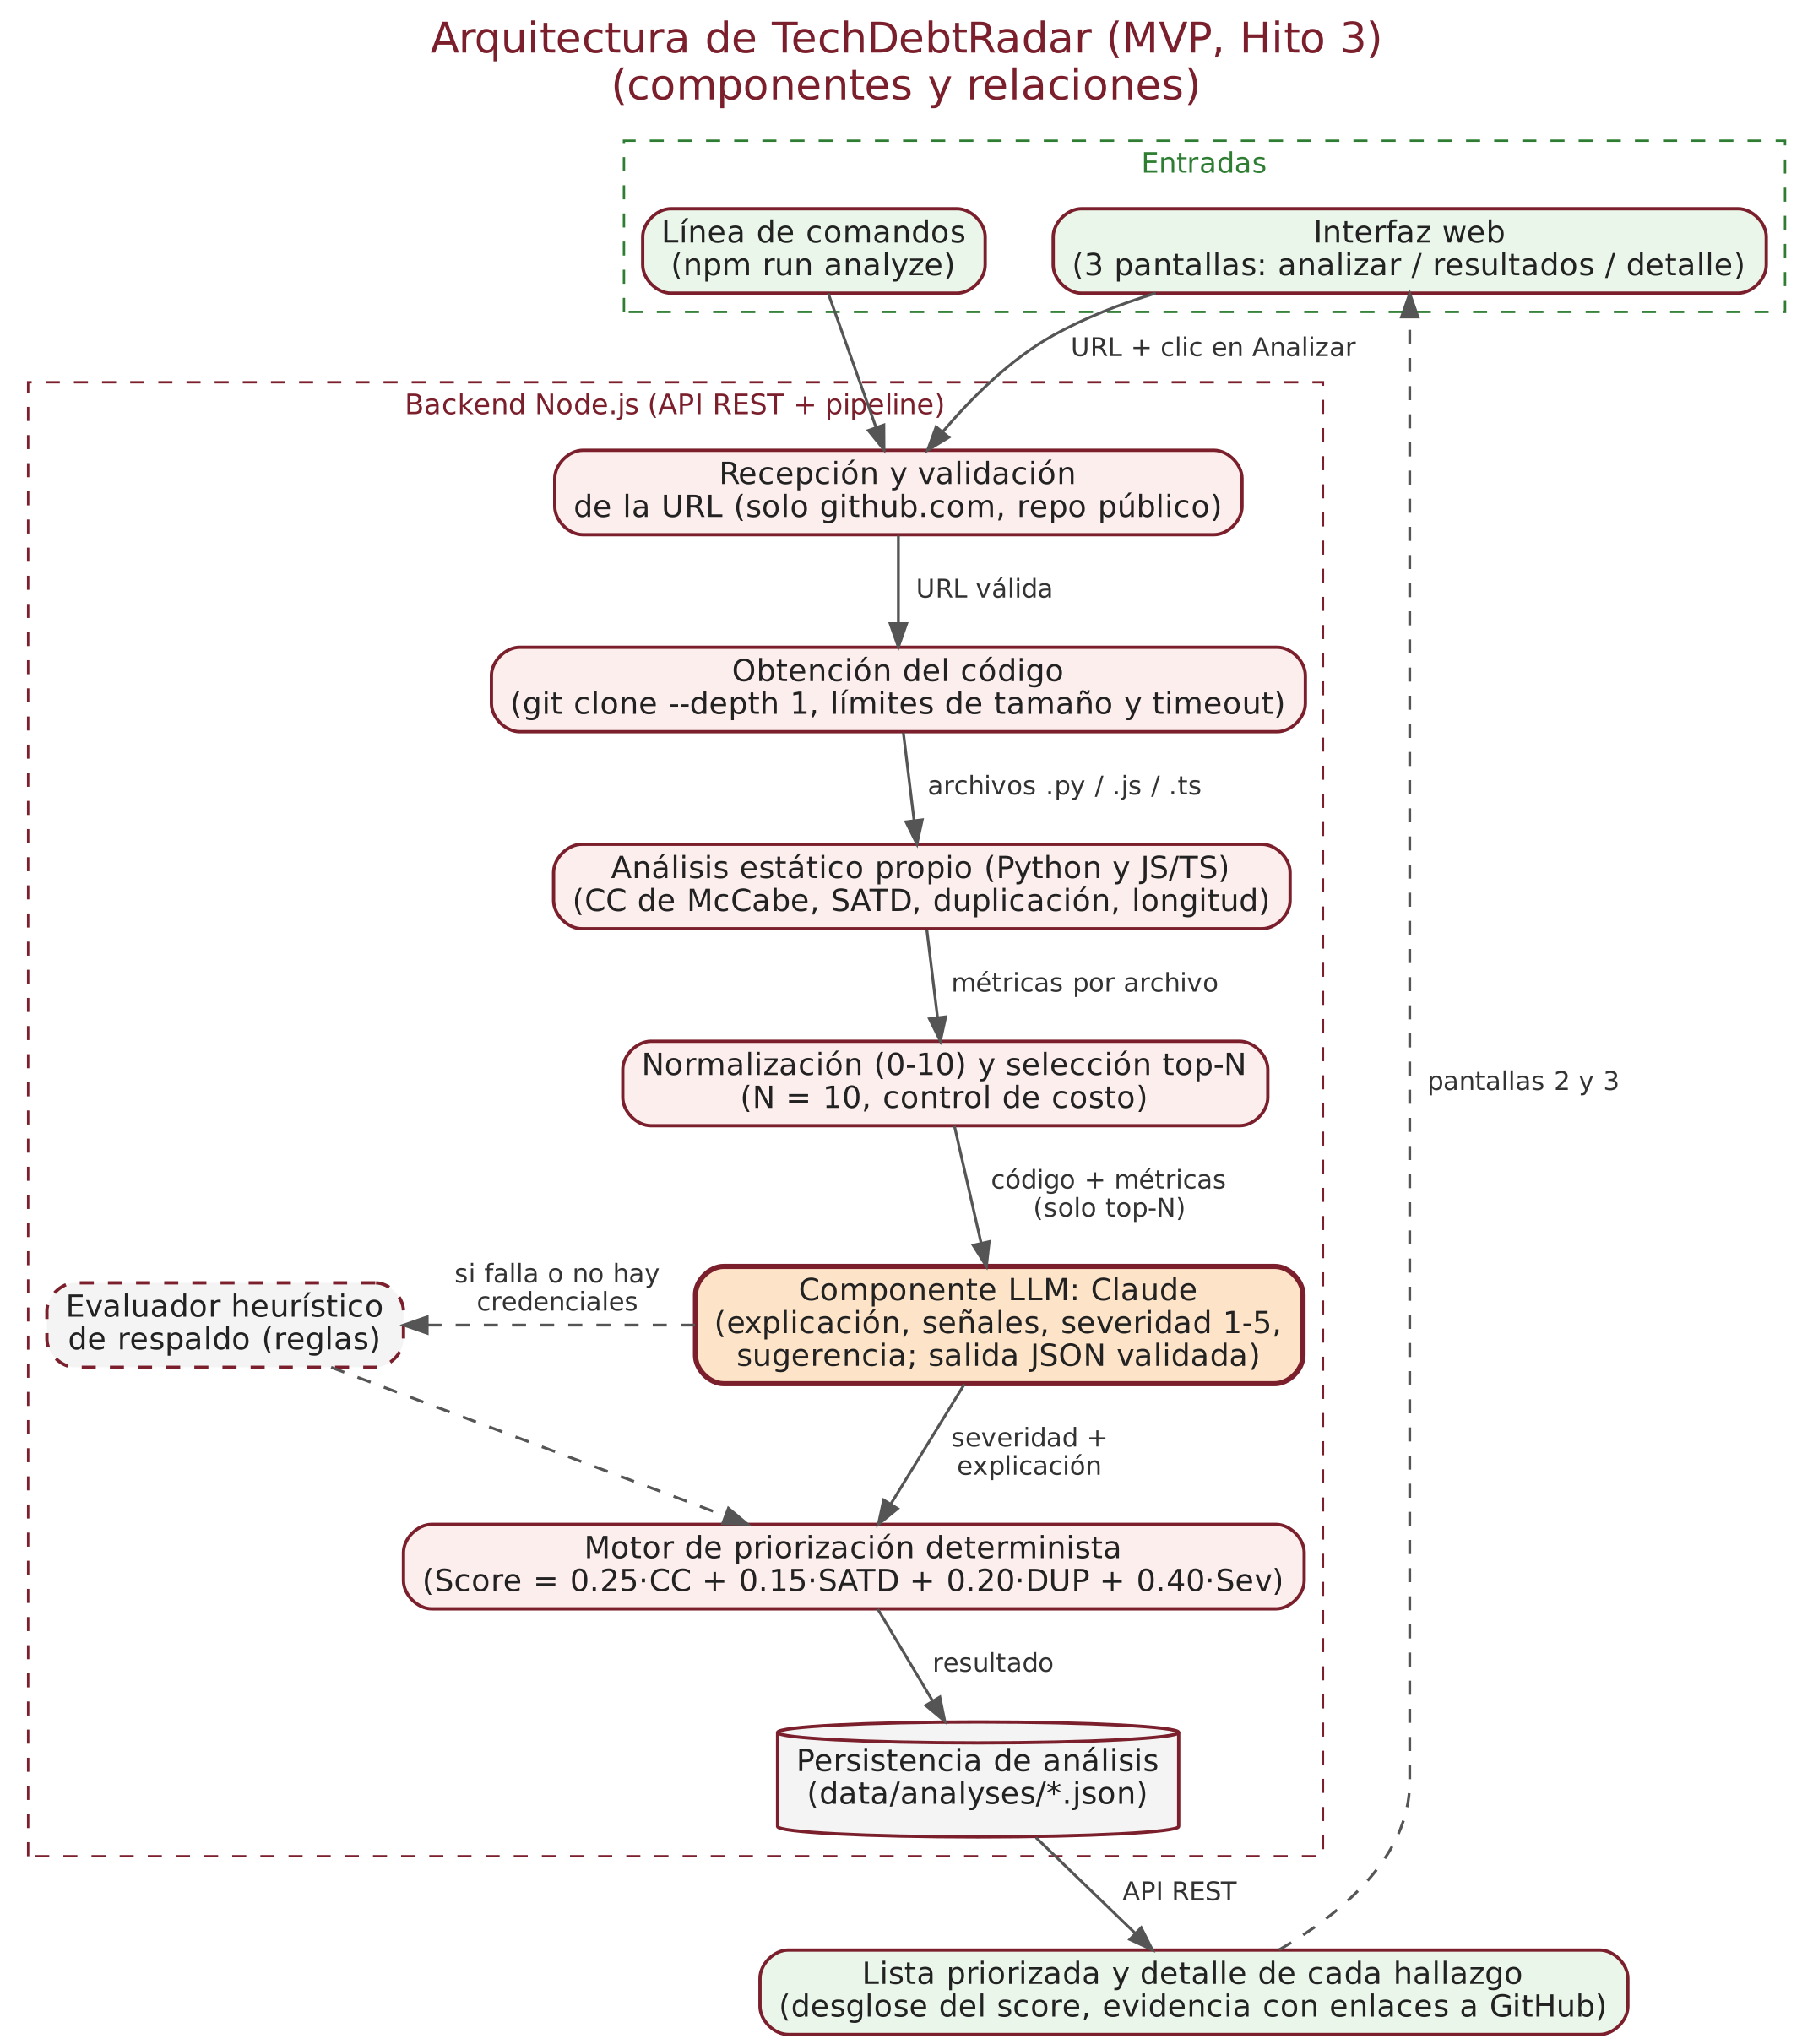 Arquitectura de TechDebtRadar (MVP, Hito 3)
(componentes y relaciones)
Entradas
Línea de comandos
(npm run analyze)
Interfaz web
(3 pantallas: analizar / resultados / detalle)
URL + clic en Analizar
Backend Node.js (API REST + pipeline)
Recepción y validación
de la URL (solo github.com, repo público)
URL válida
Obtención del código
(git clone --depth 1, límites de tamaño y timeout)
archivos .py / .js / .ts
Análisis estático propio (Python y JS/TS)
(CC de McCabe, SATD, duplicación, longitud)
métricas por archivo
Normalización (0-10) y selección top-N
(N = 10, control de costo)
pantallas 2 y 3
código + métricas
(solo top-N)
si falla o no hay
credenciales
Evaluador heurístico
de respaldo (reglas)
Componente LLM: Claude
(explicación, señales, severidad 1-5,
sugerencia; salida JSON validada)
severidad +
explicación
Motor de priorización determinista
(Score = 0.25·CC + 0.15·SATD + 0.20·DUP + 0.40·Sev)
resultado
Persistencia de análisis
(data/analyses/*.json)
API REST
Lista priorizada y detalle de cada hallazgo
(desglose del score, evidencia con enlaces a GitHub)